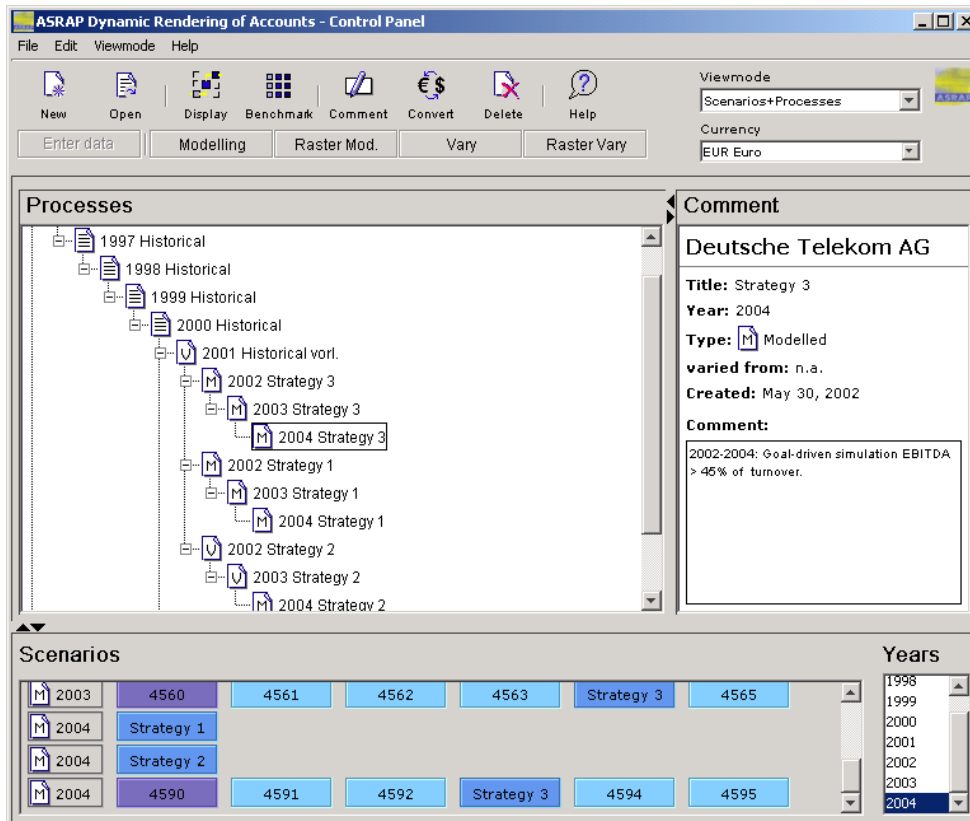 ASRAP Dynamic Rendering of Accounts - Control Panel
File Edit Viewmode Help
New Open Display Benchmark Comment Convert Delete Help
Enter data Modelling Raster Mod. Vary Raster Vary
Viewmode
Scenarios+Processes
Currency
EUR Euro
ASRAP
Processes
1997 Historical
1998 Historical
1999 Historical
2000 Historical
V 2001 Historical vorl.
M 2002 Strategy 3
M 2003 Strategy 3
M 2004 Strategy 3
M 2002 Strategy 1
M 2003 Strategy 1
M 2004 Strategy 1
V 2002 Strategy 2
V 2003 Strategy 2
M 2004 Strategy 2
Comment
Deutsche Telekom AG
Title: Strategy 3
Year: 2004
Type: M Modelled
varied from: n.a.
Created: May 30, 2002
Comment:
2002-2004: Goal-driven simulation EBITDA
> 45% of turnover.
Scenarios
M 2003 4560 4561 4562 4563 Strategy 3 4565
M 2004 Strategy 1
M 2004 Strategy 2
M 2004 4590 4591 4592 Strategy 3 4594 4595
Years
1998
1999
2000
2001
2002
2003
2004